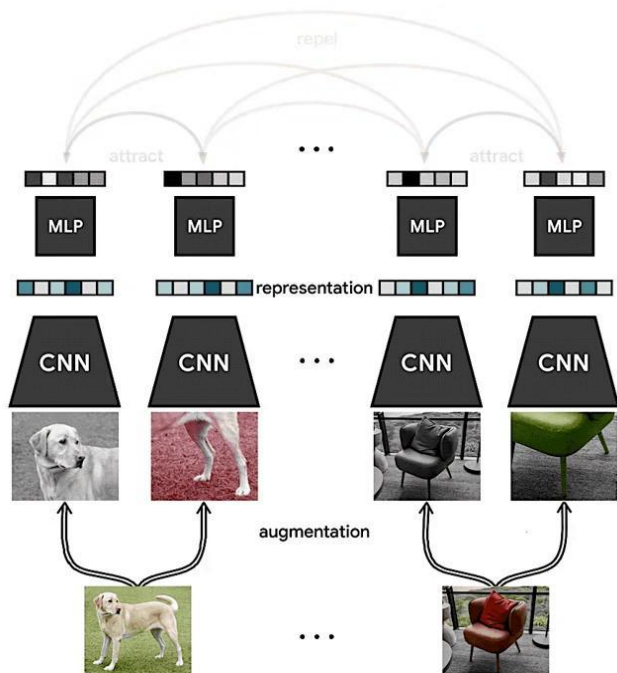 repel
attract
...
attract
MLP
MLP
MLP
MLP
representation
CNN
CNN
...
CNN
CNN
augmentation
...